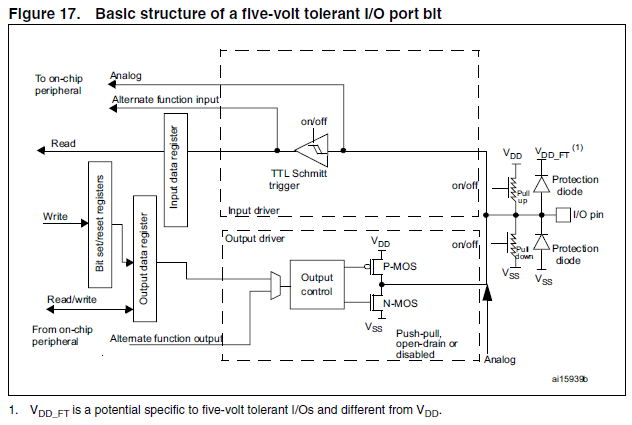 Figure 17. Basic structure of a five-volt tolerant I/O port bit
To on-chip
peripheral
Analog
Alternate function input
on/off
Read
TTL Schmitt
trigger
Input data register
Input driver
on/off
VDD
VDD_FT (1)
Pull
up
Protection
diode
I/O pin
Pull
down
Protection
diode
VSS
VSS
Write
Bit set/reset registers
Output data register
Read/write
From on-chip
peripheral
Alternate function output
Output driver
on/off
VDD
Output
control
P-MOS
N-MOS
VSS
Push-pull,
open-drain or
disabled
Analog
ai15939b
1. VDD_FT is a potential specific to five-volt tolerant I/Os and different from VDD.